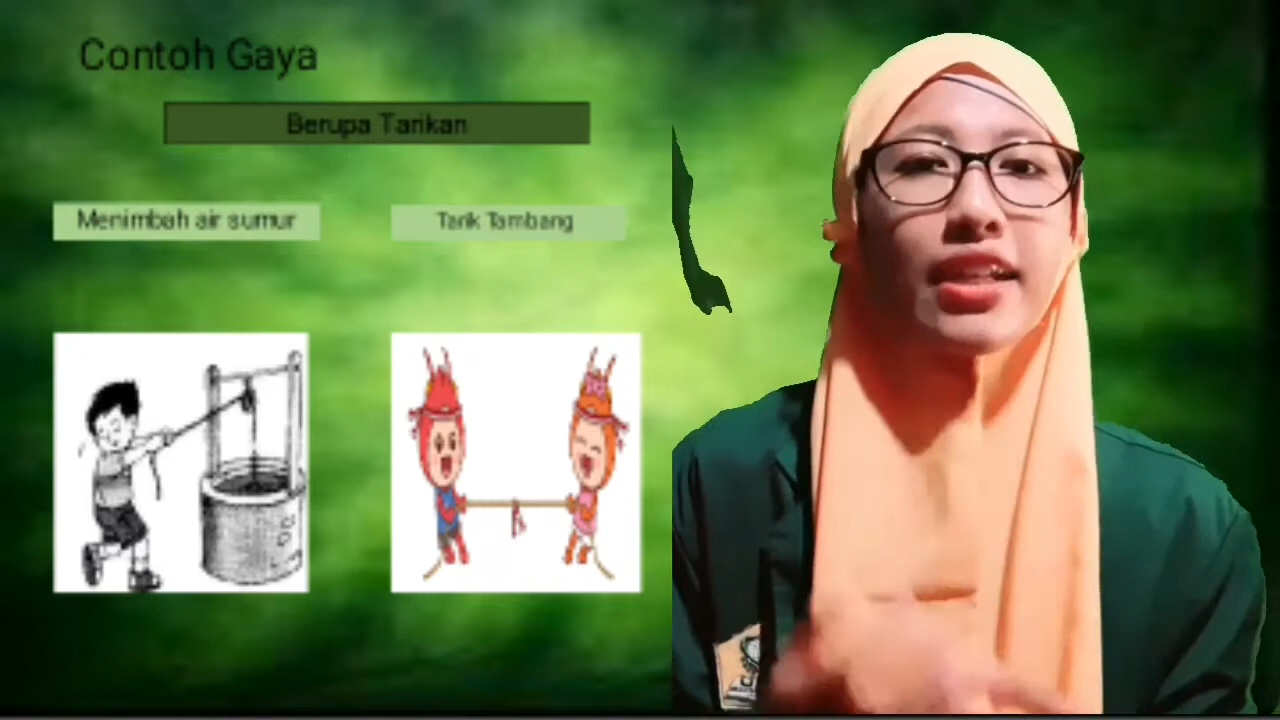 Contoh Gaya
Berupa Tarikan
Menimbah air sumur
Tarik Tambang